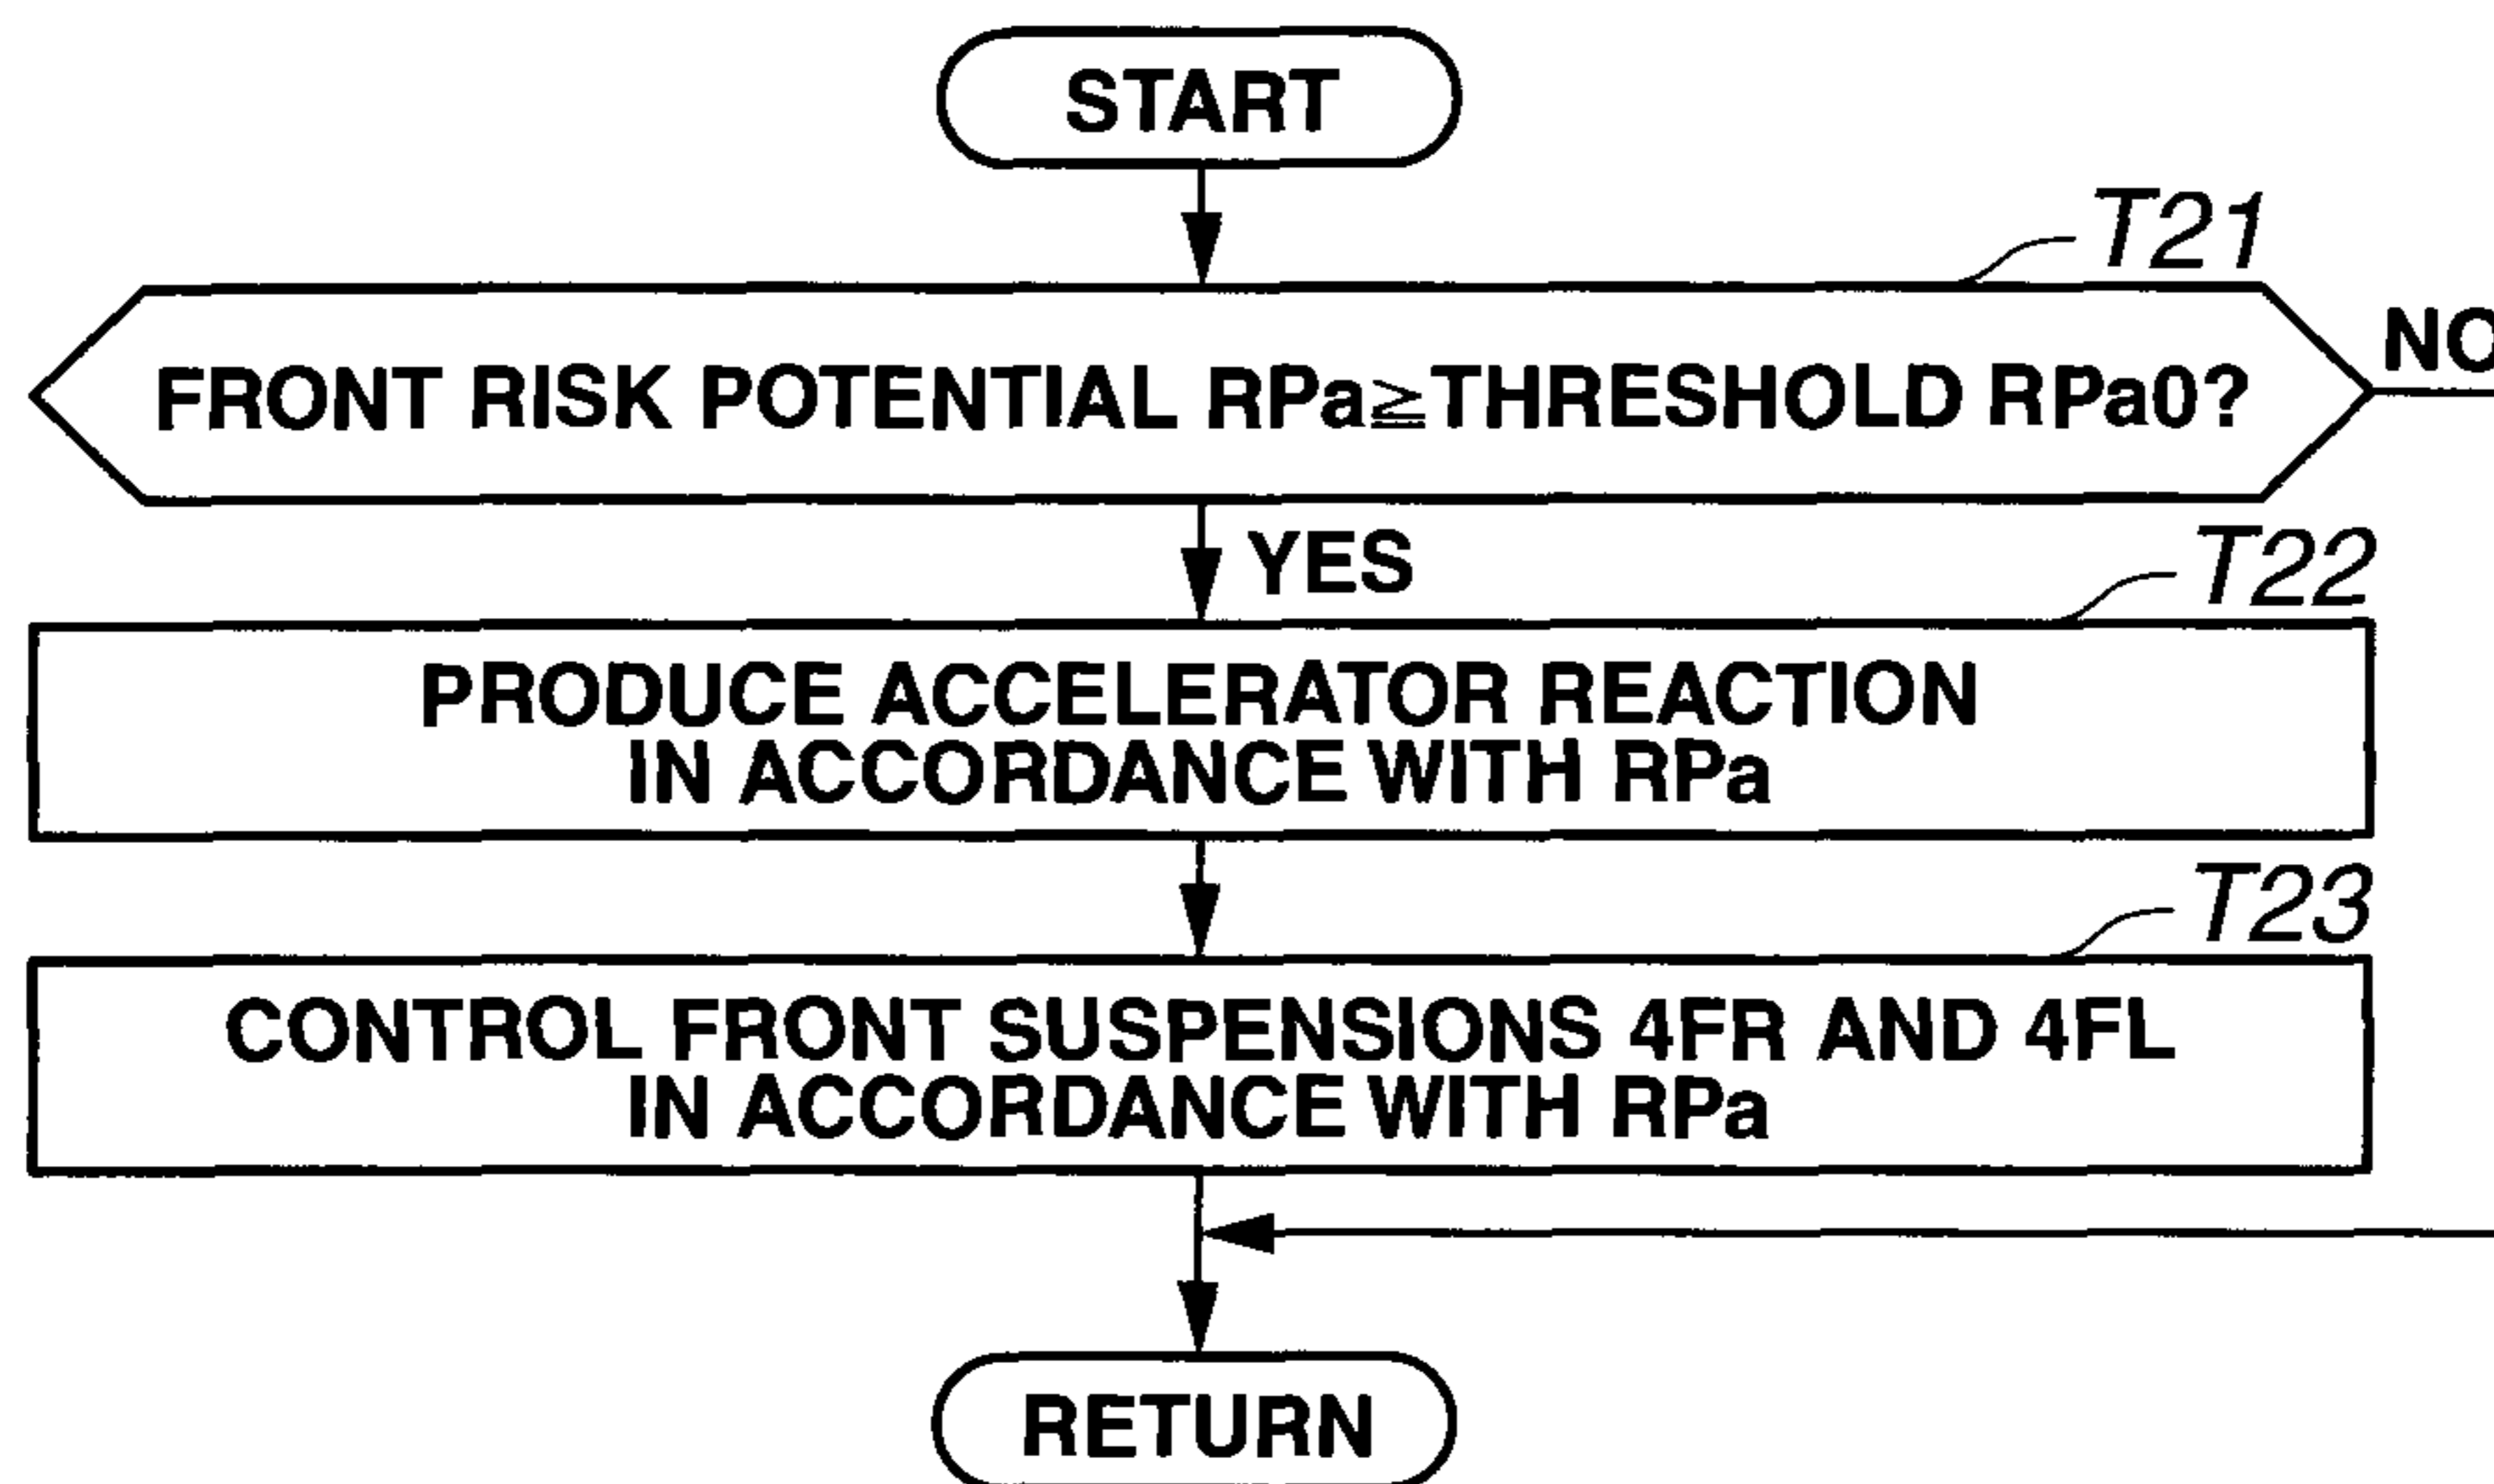 START
T21
FRONT RISK POTENTIAL RPa≧THRESHOLD RPa0?
NO
YES
T22
PRODUCE ACCELERATOR REACTION
IN ACCORDANCE WITH RPa
T23
CONTROL FRONT SUSPENSIONS 4FR AND 4FL
IN ACCORDANCE WITH RPa
RETURN